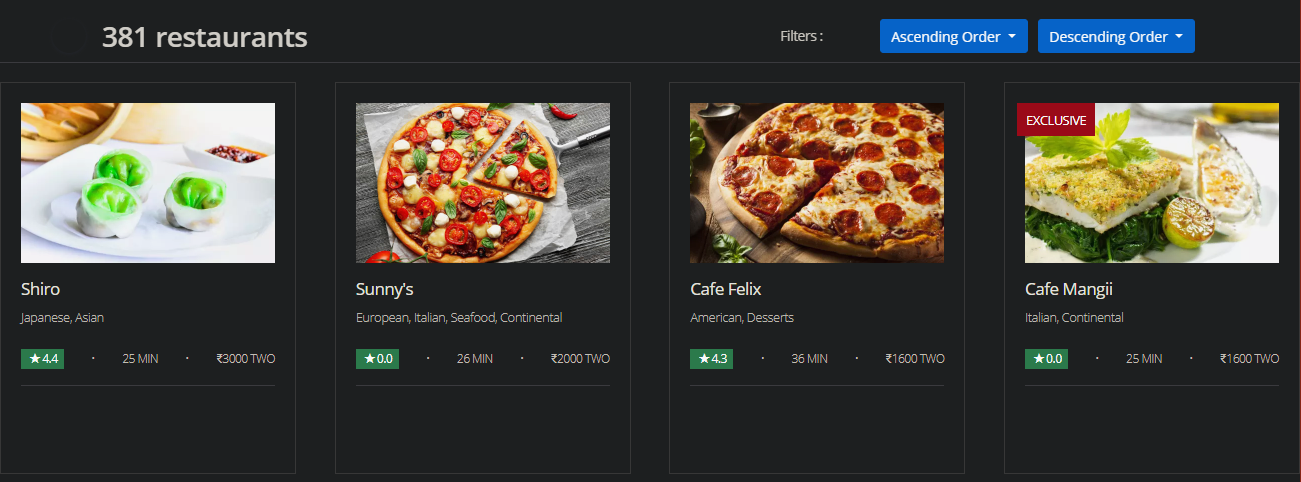 381 restaurants
Filters :
Ascending Order
Descending Order
EXCLUSIVE
Shiro
Japanese, Asian
★4.4 · 25 MIN · ₹3000 TWO
Sunny's
European, Italian, Seafood, Continental
★0.0 · 26 MIN · ₹2000 TWO
Cafe Felix
American, Desserts
★4.3 · 36 MIN · ₹1600 TWO
Cafe Mangii
Italian, Continental
★0.0 · 25 MIN · ₹1600 TWO